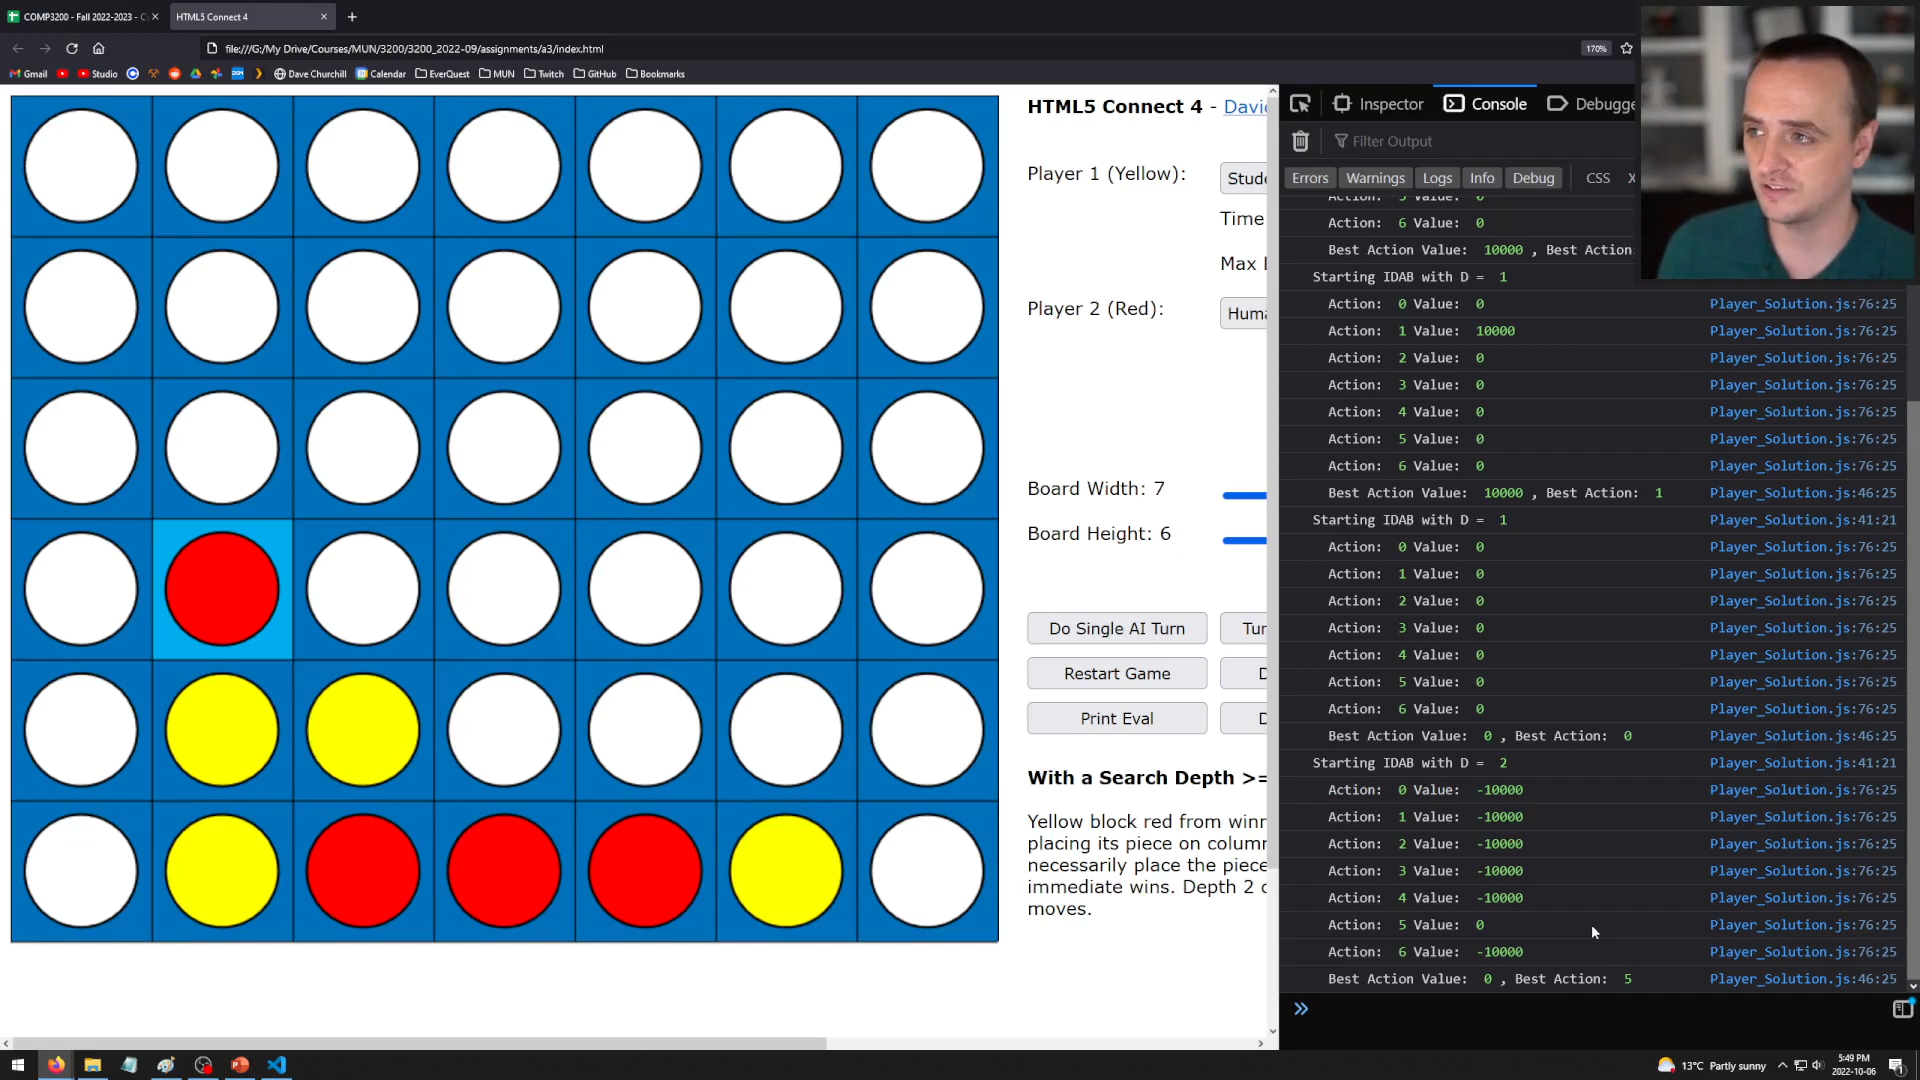 COMP3200 - Fall 2022-2023 - C
HTML5 Connect 4
file:///G:/My Drive/Courses/MUN/3200/3200_2022-09/assignments/a3/index.html
170%
Gmail
Studio
Dave Churchill
Calendar
EverQuest
MUN
Twitch
GitHub
Bookmarks
HTML5 Connect 4 - Davi
Player 1 (Yellow):
Stude
Time
Max
Player 2 (Red):
Huma
Board Width: 7
Board Height: 6
Do Single AI Turn
Tur
Restart Game
D
Print Eval
D
With a Search Depth >=
Yellow block red from winn
placing its piece on column
necessarily place the piece
immediate wins. Depth 2
moves.
Inspector
Console
Debugge
Filter Output
Errors
Warnings
Logs
Info
Debug
CSS
X
Action: 5 Value: 0
Action: 6 Value: 0
Best Action Value: 10000 , Best Action:
Starting IDAB with D = 1
Action: 0 Value: 0 Player_Solution.js:76:25
Action: 1 Value: 10000 Player_Solution.js:76:25
Action: 2 Value: 0 Player_Solution.js:76:25
Action: 3 Value: 0 Player_Solution.js:76:25
Action: 4 Value: 0 Player_Solution.js:76:25
Action: 5 Value: 0 Player_Solution.js:76:25
Action: 6 Value: 0 Player_Solution.js:76:25
Best Action Value: 10000 , Best Action: 1 Player_Solution.js:46:25
Starting IDAB with D = 1 Player_Solution.js:41:21
Action: 0 Value: 0 Player_Solution.js:76:25
Action: 1 Value: 0 Player_Solution.js:76:25
Action: 2 Value: 0 Player_Solution.js:76:25
Action: 3 Value: 0 Player_Solution.js:76:25
Action: 4 Value: 0 Player_Solution.js:76:25
Action: 5 Value: 0 Player_Solution.js:76:25
Action: 6 Value: 0 Player_Solution.js:76:25
Best Action Value: 0 , Best Action: 0 Player_Solution.js:46:25
Starting IDAB with D = 2 Player_Solution.js:41:21
Action: 0 Value: -10000 Player_Solution.js:76:25
Action: 1 Value: -10000 Player_Solution.js:76:25
Action: 2 Value: -10000 Player_Solution.js:76:25
Action: 3 Value: -10000 Player_Solution.js:76:25
Action: 4 Value: -10000 Player_Solution.js:76:25
Action: 5 Value: 0 Player_Solution.js:76:25
Action: 6 Value: -10000 Player_Solution.js:76:25
Best Action Value: 0 , Best Action: 5 Player_Solution.js:46:25
13°C Partly sunny
5:49 PM
2022-10-06